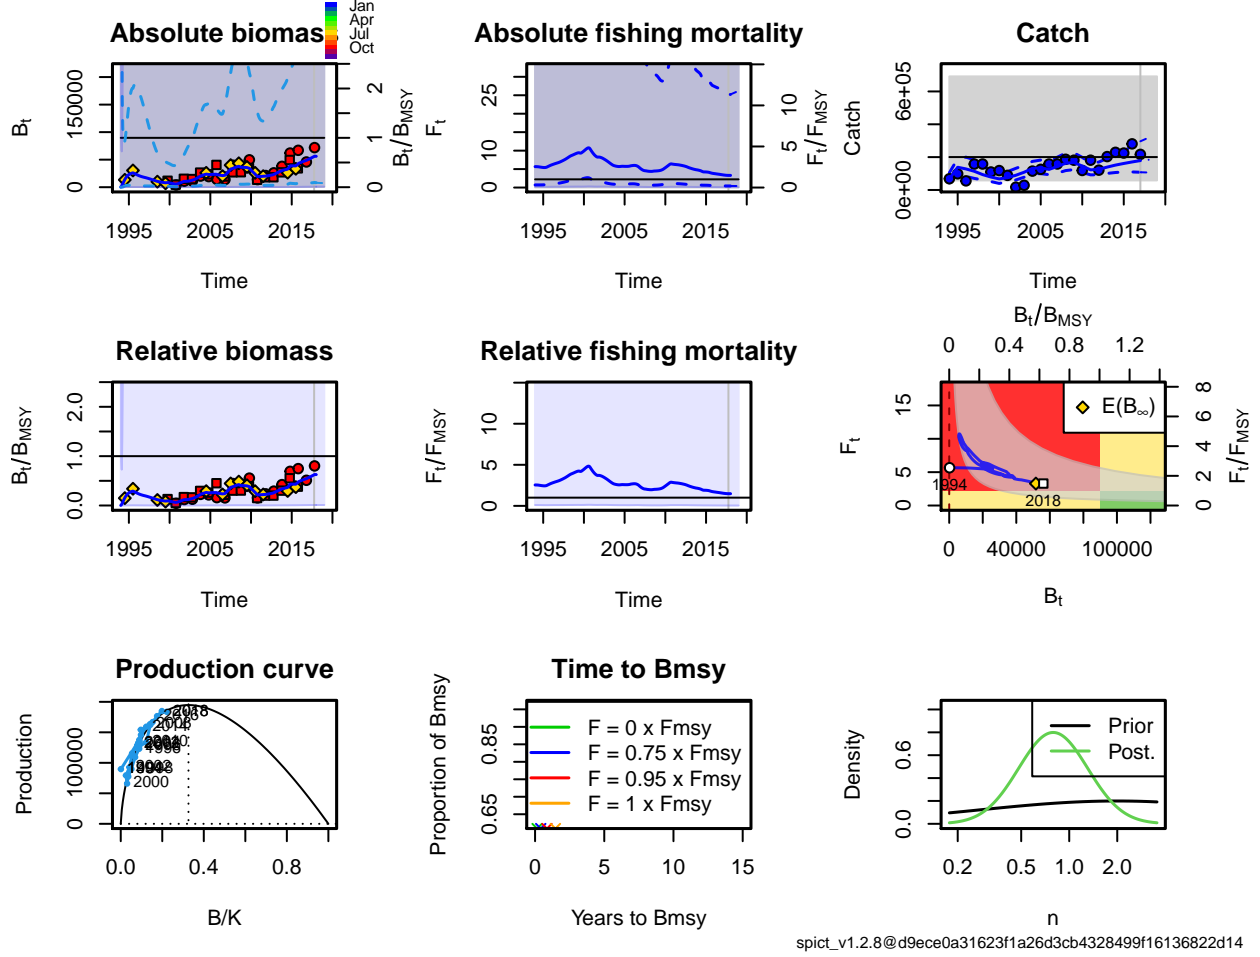 Absolute biomass
Jan
Apr
Jul
Oct
Bt
0
150000
Bt/BMSY
0
1
2
1995
2005
2015
Time
Absolute fishing mortality
Ft
0
10
25
Ft/FMSY
0
5
10
1995
2005
2015
Time
Catch
Catch
0e+00
6e+05
1995
2005
2015
Time
Relative biomass
Bt/BMSY
0.0
1.0
2.0
1995
2005
2015
Time
Relative fishing mortality
Ft/FMSY
0
5
10
1995
2005
2015
Time
Bt/BMSY
0
0.4
0.8
1.2
Ft
0
5
15
Ft/FMSY
0
2
4
6
8
E(B∞)
1994
2018
0
40000
100000
Bt
Production curve
Production
0
100000
2018
2014
2002
2000
0.0
0.4
0.8
B/K
Time to Bmsy
Proportion of Bmsy
0.65
0.85
F = 0 x Fmsy
F = 0.75 x Fmsy
F = 0.95 x Fmsy
F = 1 x Fmsy
0
5
10
15
Years to Bmsy
Density
0.0
0.6
Prior
Post.
0.2
0.5
1.0
2.0
n
spict_v1.2.8@d9ece0a31623f1a26d3cb4328499f16136822d14